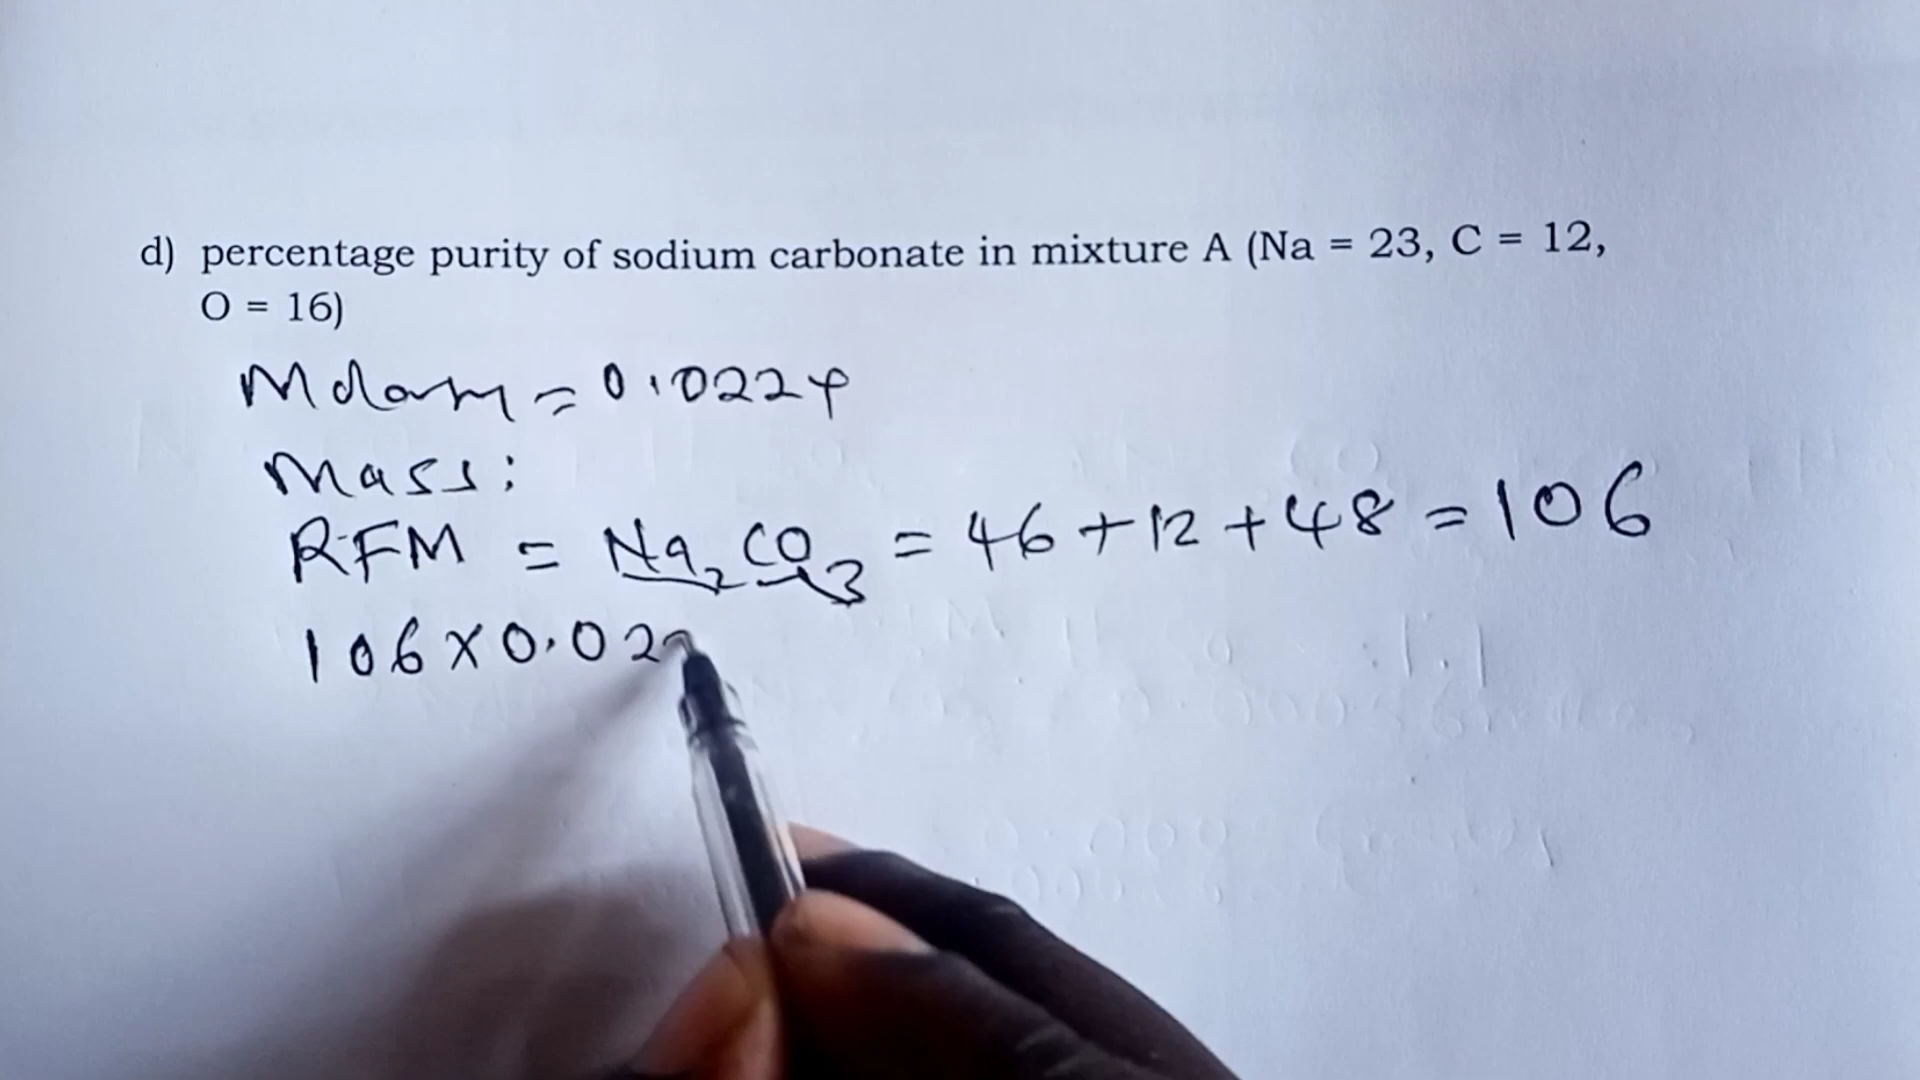 d) percentage purity of sodium carbonate in mixture A (Na = 23, C = 12,
O = 16)
= 0.0224
Mass:
RFM = Na₂CO₃ = 46 + 12 + 48 = 106
106 × 0.02